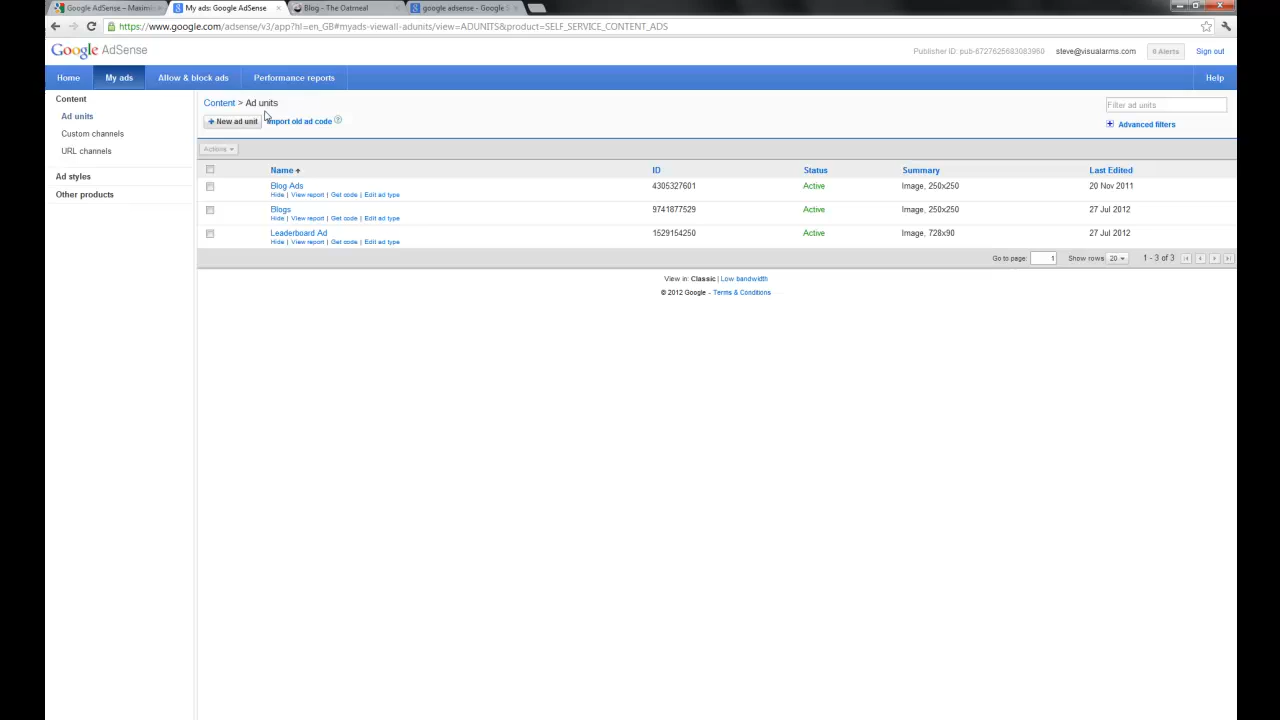 Google AdSense – Maximi
My ads: Google AdSense
Blog - The Oatmeal
google adsense - Google S
https://www.google.com/adsense/v3/app?hl=en_GB#myads-viewall-adunits/view=ADUNITS&product=SELF_SERVICE_CONTENT_ADS
Google AdSense
Publisher ID: pub-6727625683083960 steve@visualarms.com 0 Alerts Sign out
Home My ads Allow & block ads Performance reports Help
Content
Ad units
Custom channels
URL channels
Ad styles
Other products
Content > Ad units
Filter ad units
+ New ad unit Import old ad code ?
Advanced filters
Actions
Name ID Status Summary Last Edited
Blog Ads 4305327601 Active Image, 250x250 20 Nov 2011
Hide | View report | Get code | Edit ad type
Blogs 9741877529 Active Image, 250x250 27 Jul 2012
Hide | View report | Get code | Edit ad type
Leaderboard Ad 1529154250 Active Image, 728x90 27 Jul 2012
Hide | View report | Get code | Edit ad type
Go to page: 1 Show rows: 20 1 - 3 of 3
View in: Classic | Low bandwidth
© 2012 Google - Terms & Conditions